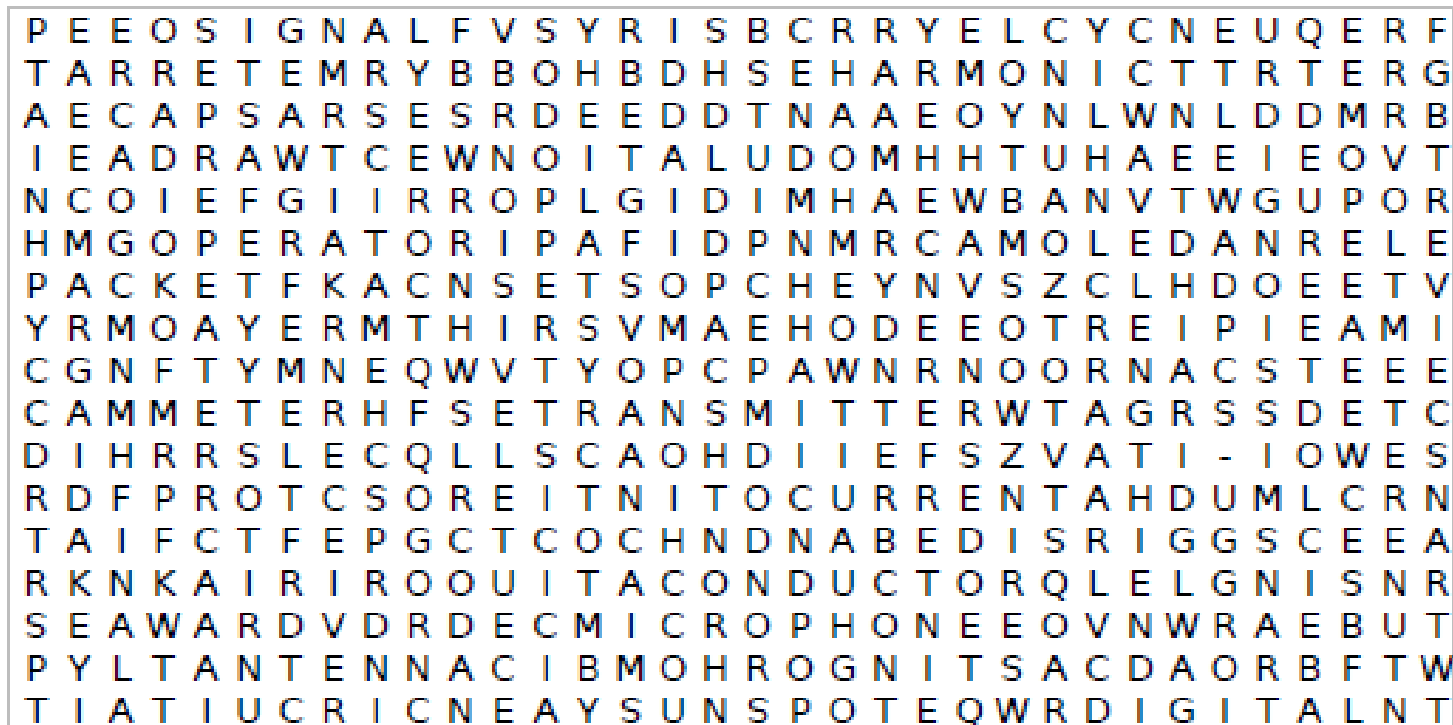 P E E O S I G N A L F V S Y R I S B C R R Y E L C Y C N E U Q E R F
T A R R E T E M R Y B B O H B D H S E H A R M O N I C T T R T E R G
A E C A P S A R S E S R D E E D D T N A A E O Y N L W N L D D M R B
I E A D R A W T C E W N O I T A L U D O M H H T U H A E E I E O V T
N C O I E F G I I R R O P L G I D I M H A E W B A N V T W G U P O R
H M G O P E R A T O R I P A F I D P N M R C A M O L E D A N R E L E
P A C K E T F K A C N S E T S O P C H E Y N V S Z C L H D O E E T V
Y R M O A Y E R M T H I R S V M A E H O D E E O T R E I P I E A M I
C G N F T Y M N E Q W V T Y O P C P A W N R N O O R N A C S T E E E
C A M M E T E R H F S E T R A N S M I T T E R W T A G R S S D E T C
D I H R R S L E C Q L L S C A O H D I I E F S Z V A T I - I O W E S
R D F P R O T C S O R E I T N I T O C U R R E N T A H D U M L C R N
T A I F C T F E P G C T C O C H N D N A B E D I S R I G G S C E E A
R K N K A I R I R O O U I T A C O N D U C T O R Q L E L G N I S N R
S E A W A R D V D R D E C M I C R O P H O N E E O V N W R A E B U T
P Y L T A N T E N N A C I B M O H R O G N I T S A C D A O R B F T W
T I A T I U C R I C N E A Y S U N S P O T E Q W R D I G I T A L N T